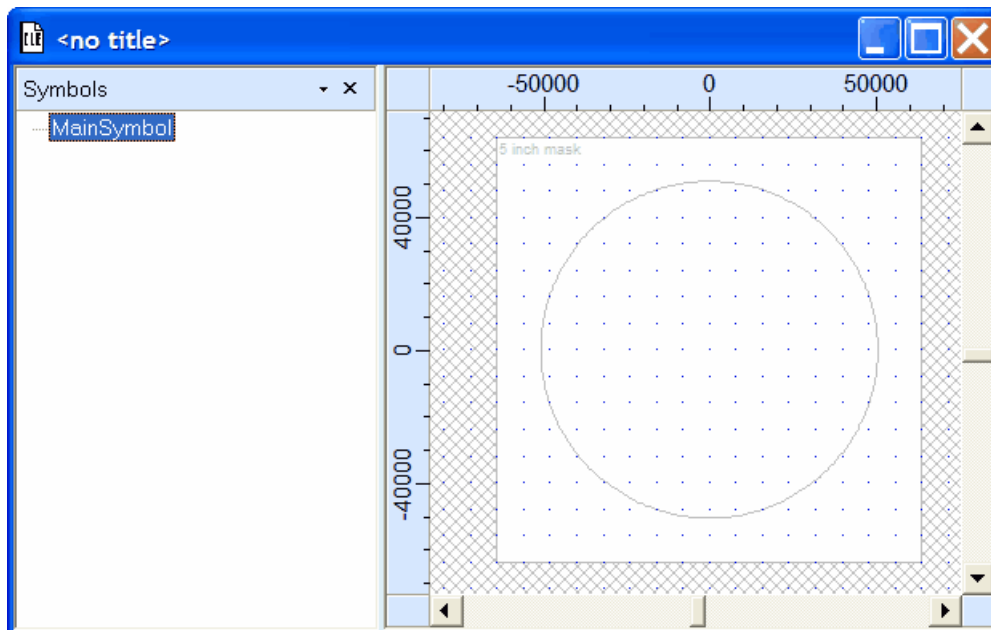 <no title>
Symbols
MainSymbol
-50000 0 50000
5 inch mask
40000
0
-40000